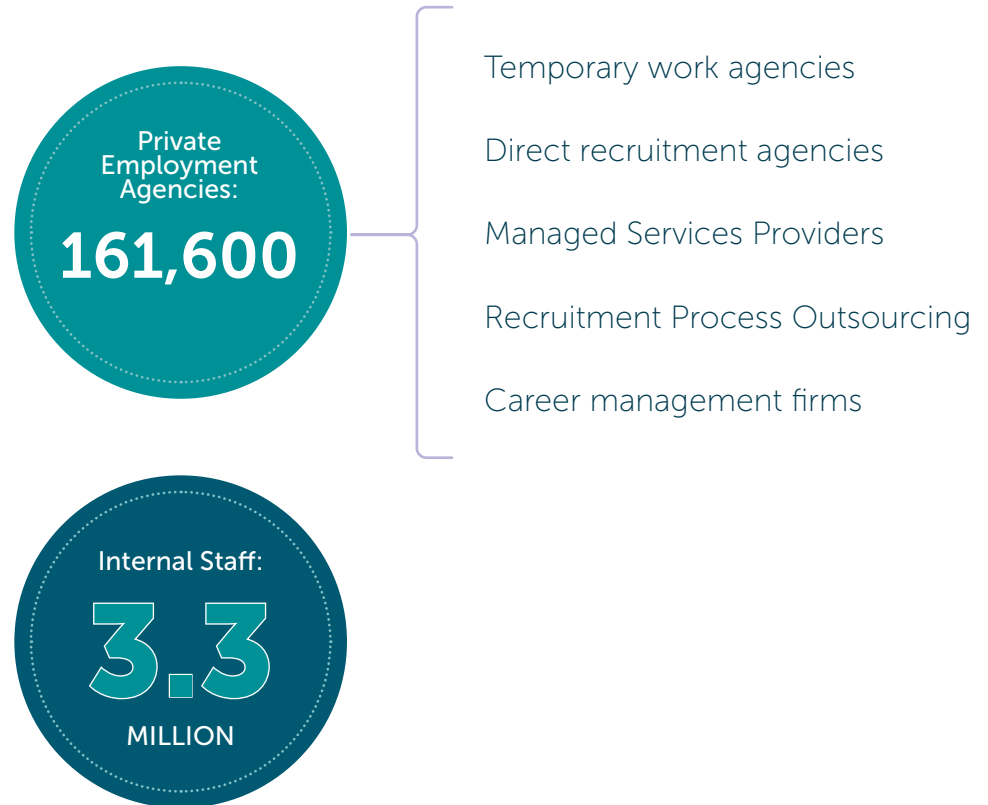 Private
Employment
Agencies:
161,600
Temporary work agencies
Direct recruitment agencies
Managed Services Providers
Recruitment Process Outsourcing
Career management firms
Internal Staff:
3.3
MILLION